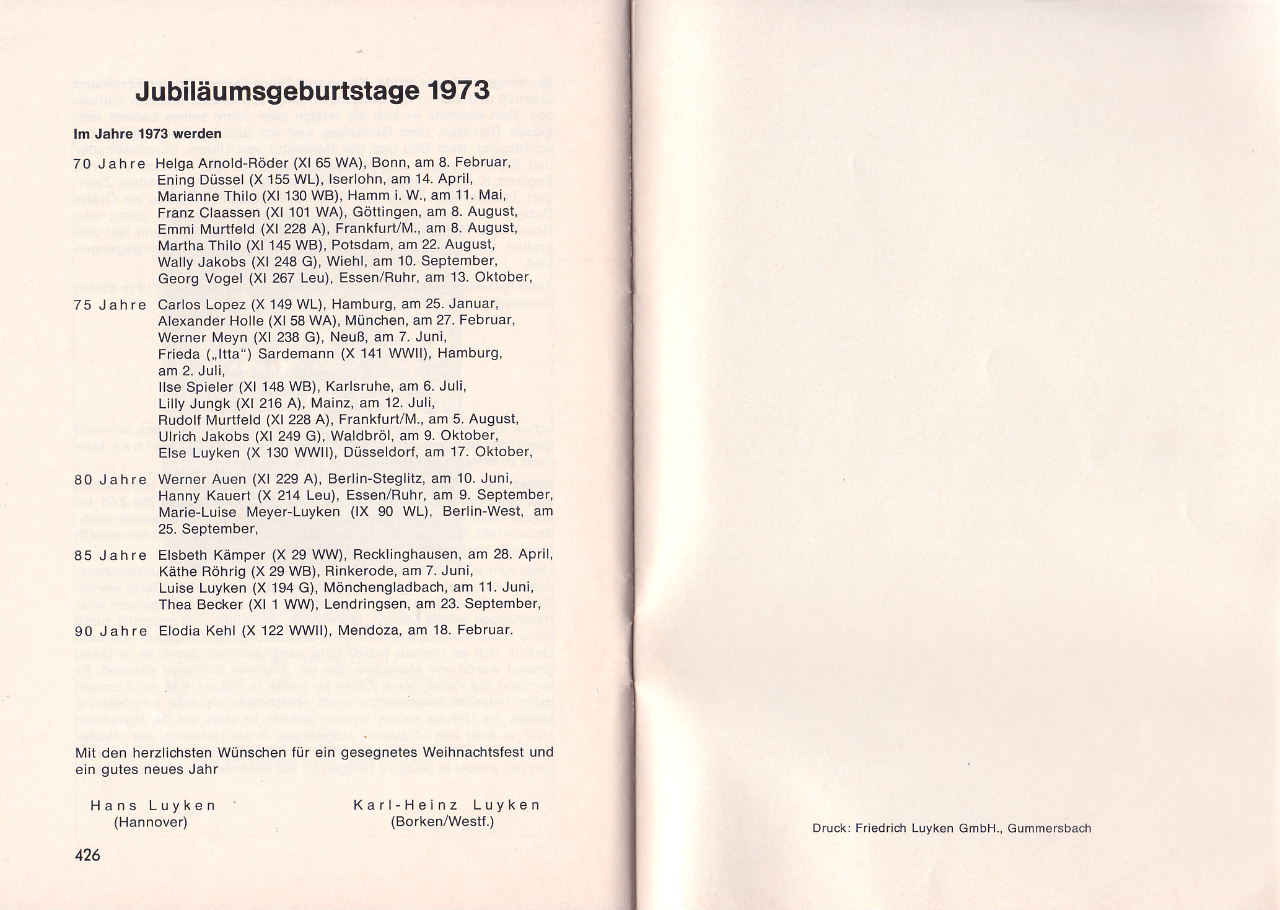 Jubiläumsgeburtstage 1973
Im Jahre 1973 werden
70 Jahre Helga Arnold-Röder (XI 65 WA), Bonn, am 8. Februar,
Ening Düssel (X 155 WL), Iserlohn, am 14. April,
Marianne Thilo (XI 130 WB), Hamm i. W., am 11. Mai,
Franz Claassen (XI 101 WA), Göttingen, am 8. August,
Emmi Murtfeld (XI 228 A), Frankfurt/M., am 8. August,
Martha Thilo (XI 145 WB), Potsdam, am 22. August,
Wally Jakobs (XI 248 G), Wiehl, am 10. September,
Georg Vogel (XI 267 Leu), Essen/Ruhr, am 13. Oktober,
75 Jahre Carlos Lopez (X 149 WL), Hamburg, am 25. Januar,
Alexander Holle (XI 58 WA), München, am 27. Februar,
Werner Meyn (XI 238 G), Neuß, am 7. Juni,
Frieda („Itta“) Sardemann (X 141 WWII), Hamburg,
am 2. Juli,
Ilse Spieler (XI 148 WB), Karlsruhe, am 6. Juli,
Lilly Jungk (XI 216 A), Mainz, am 12. Juli,
Rudolf Murtfeld (XI 228 A), Frankfurt/M., am 5. August,
Ulrich Jakobs (XI 249 G), Waldbröl, am 9. Oktober,
Else Luyken (X 130 WWII), Düsseldorf, am 17. Oktober,
80 Jahre Werner Auen (XI 229 A), Berlin-Steglitz, am 10. Juni,
Hanny Kauert (X 214 Leu), Essen/Ruhr, am 9. September,
Marie-Luise Meyer-Luyken (IX 90 WL), Berlin-West, am
25. September,
85 Jahre Elsbeth Kämper (X 29 WW), Recklinghausen, am 28. April,
Käthe Röhrig (X 29 WB), Rinkerode, am 7. Juni,
Luise Luyken (X 194 G), Mönchengladbach, am 11. Juni,
Thea Becker (XI 1 WW), Lendringsen, am 23. September,
90 Jahre Elodia Kehl (X 122 WWII), Mendoza, am 18. Februar.
Mit den herzlichsten Wünschen für ein gesegnetes Weihnachtsfest und
ein gutes neues Jahr
Hans Luyken Karl-Heinz Luyken
(Hannover) (Borken/Westf.)
426
Druck: Friedrich Luyken GmbH., Gummersbach